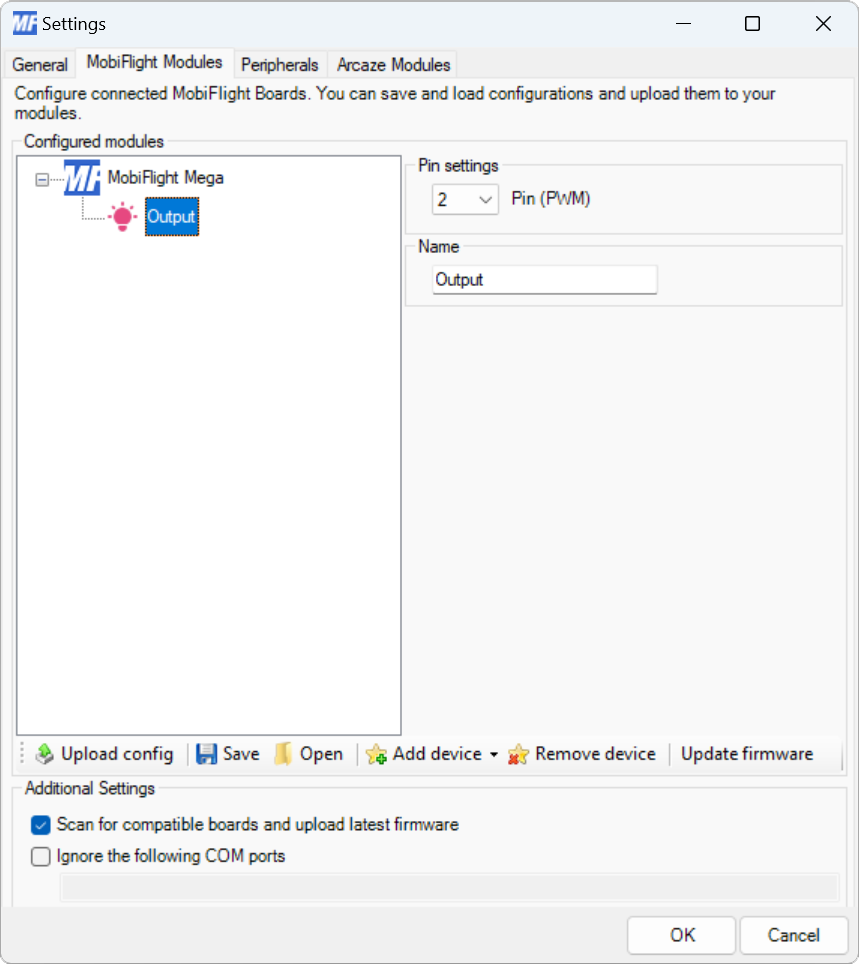 MF Settings
General MobiFlight Modules Peripherals Arcaze Modules
Configure connected MobiFlight Boards. You can save and load configurations and upload them to your
modules.
Configured modules
MF MobiFlight Mega
Output
Pin settings
2 Pin (PWM)
Name
Output
Upload config Save Open Add device Remove device Update firmware
Additional Settings
Scan for compatible boards and upload latest firmware
Ignore the following COM ports
OK Cancel